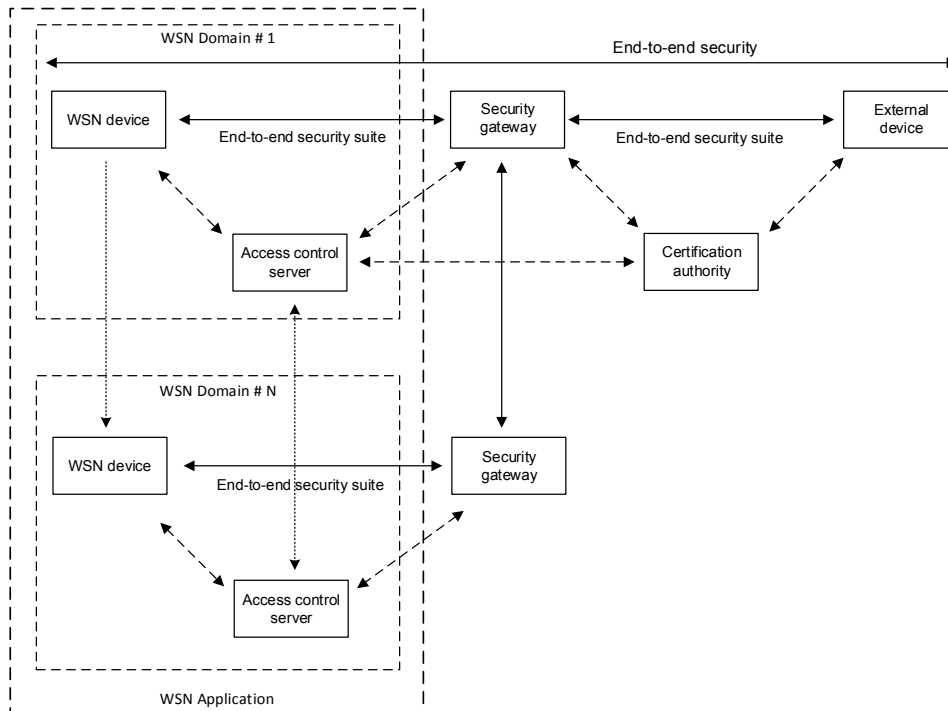 WSN Domain # 1
End-to-end security
WSN device
End-to-end security suite
Security
gateway
End-to-end security suite
External
device
Access control
server
Certification
authority
WSN Domain # N
WSN device
End-to-end security suite
Security
gateway
Access control
server
WSN Application